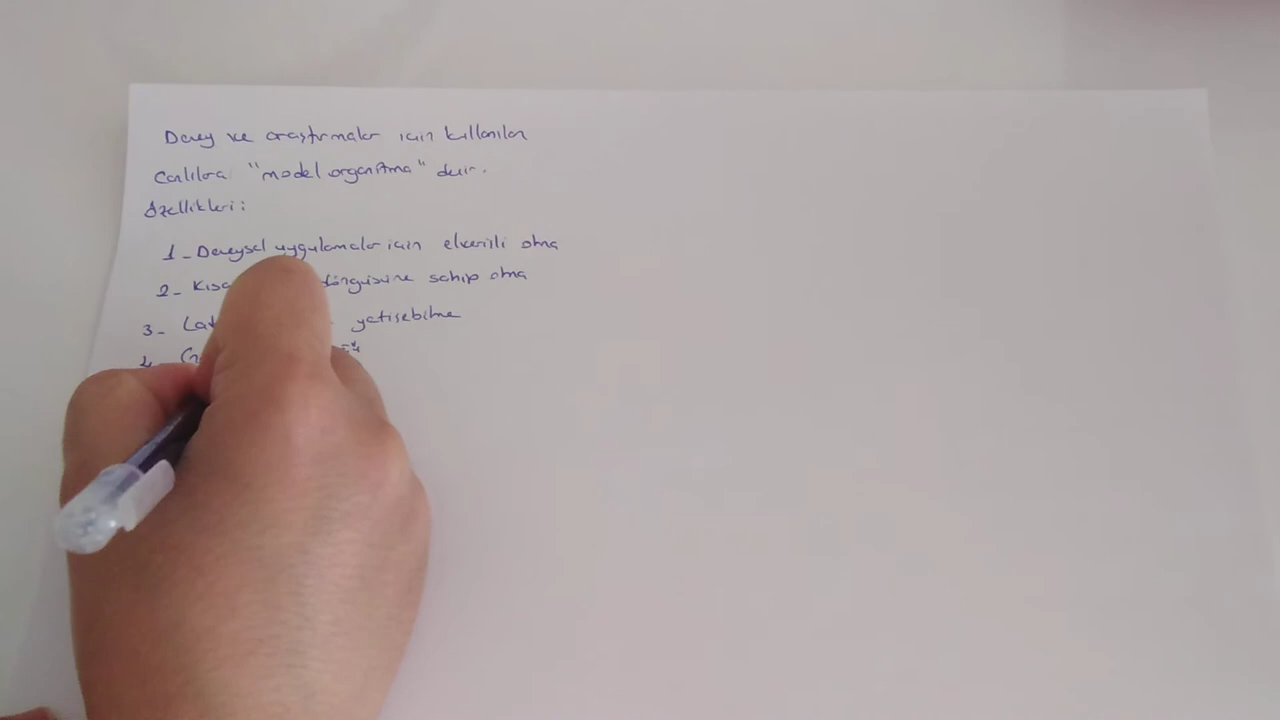 Deney ve araştırmalar için kullanılan
Canlılara "model organizma" denir.
Özellikleri:
1- Deneysel uygulamalar için elverişli olma
2- Kısa döngüsüne sahip olma
3- yetişebilme
4-